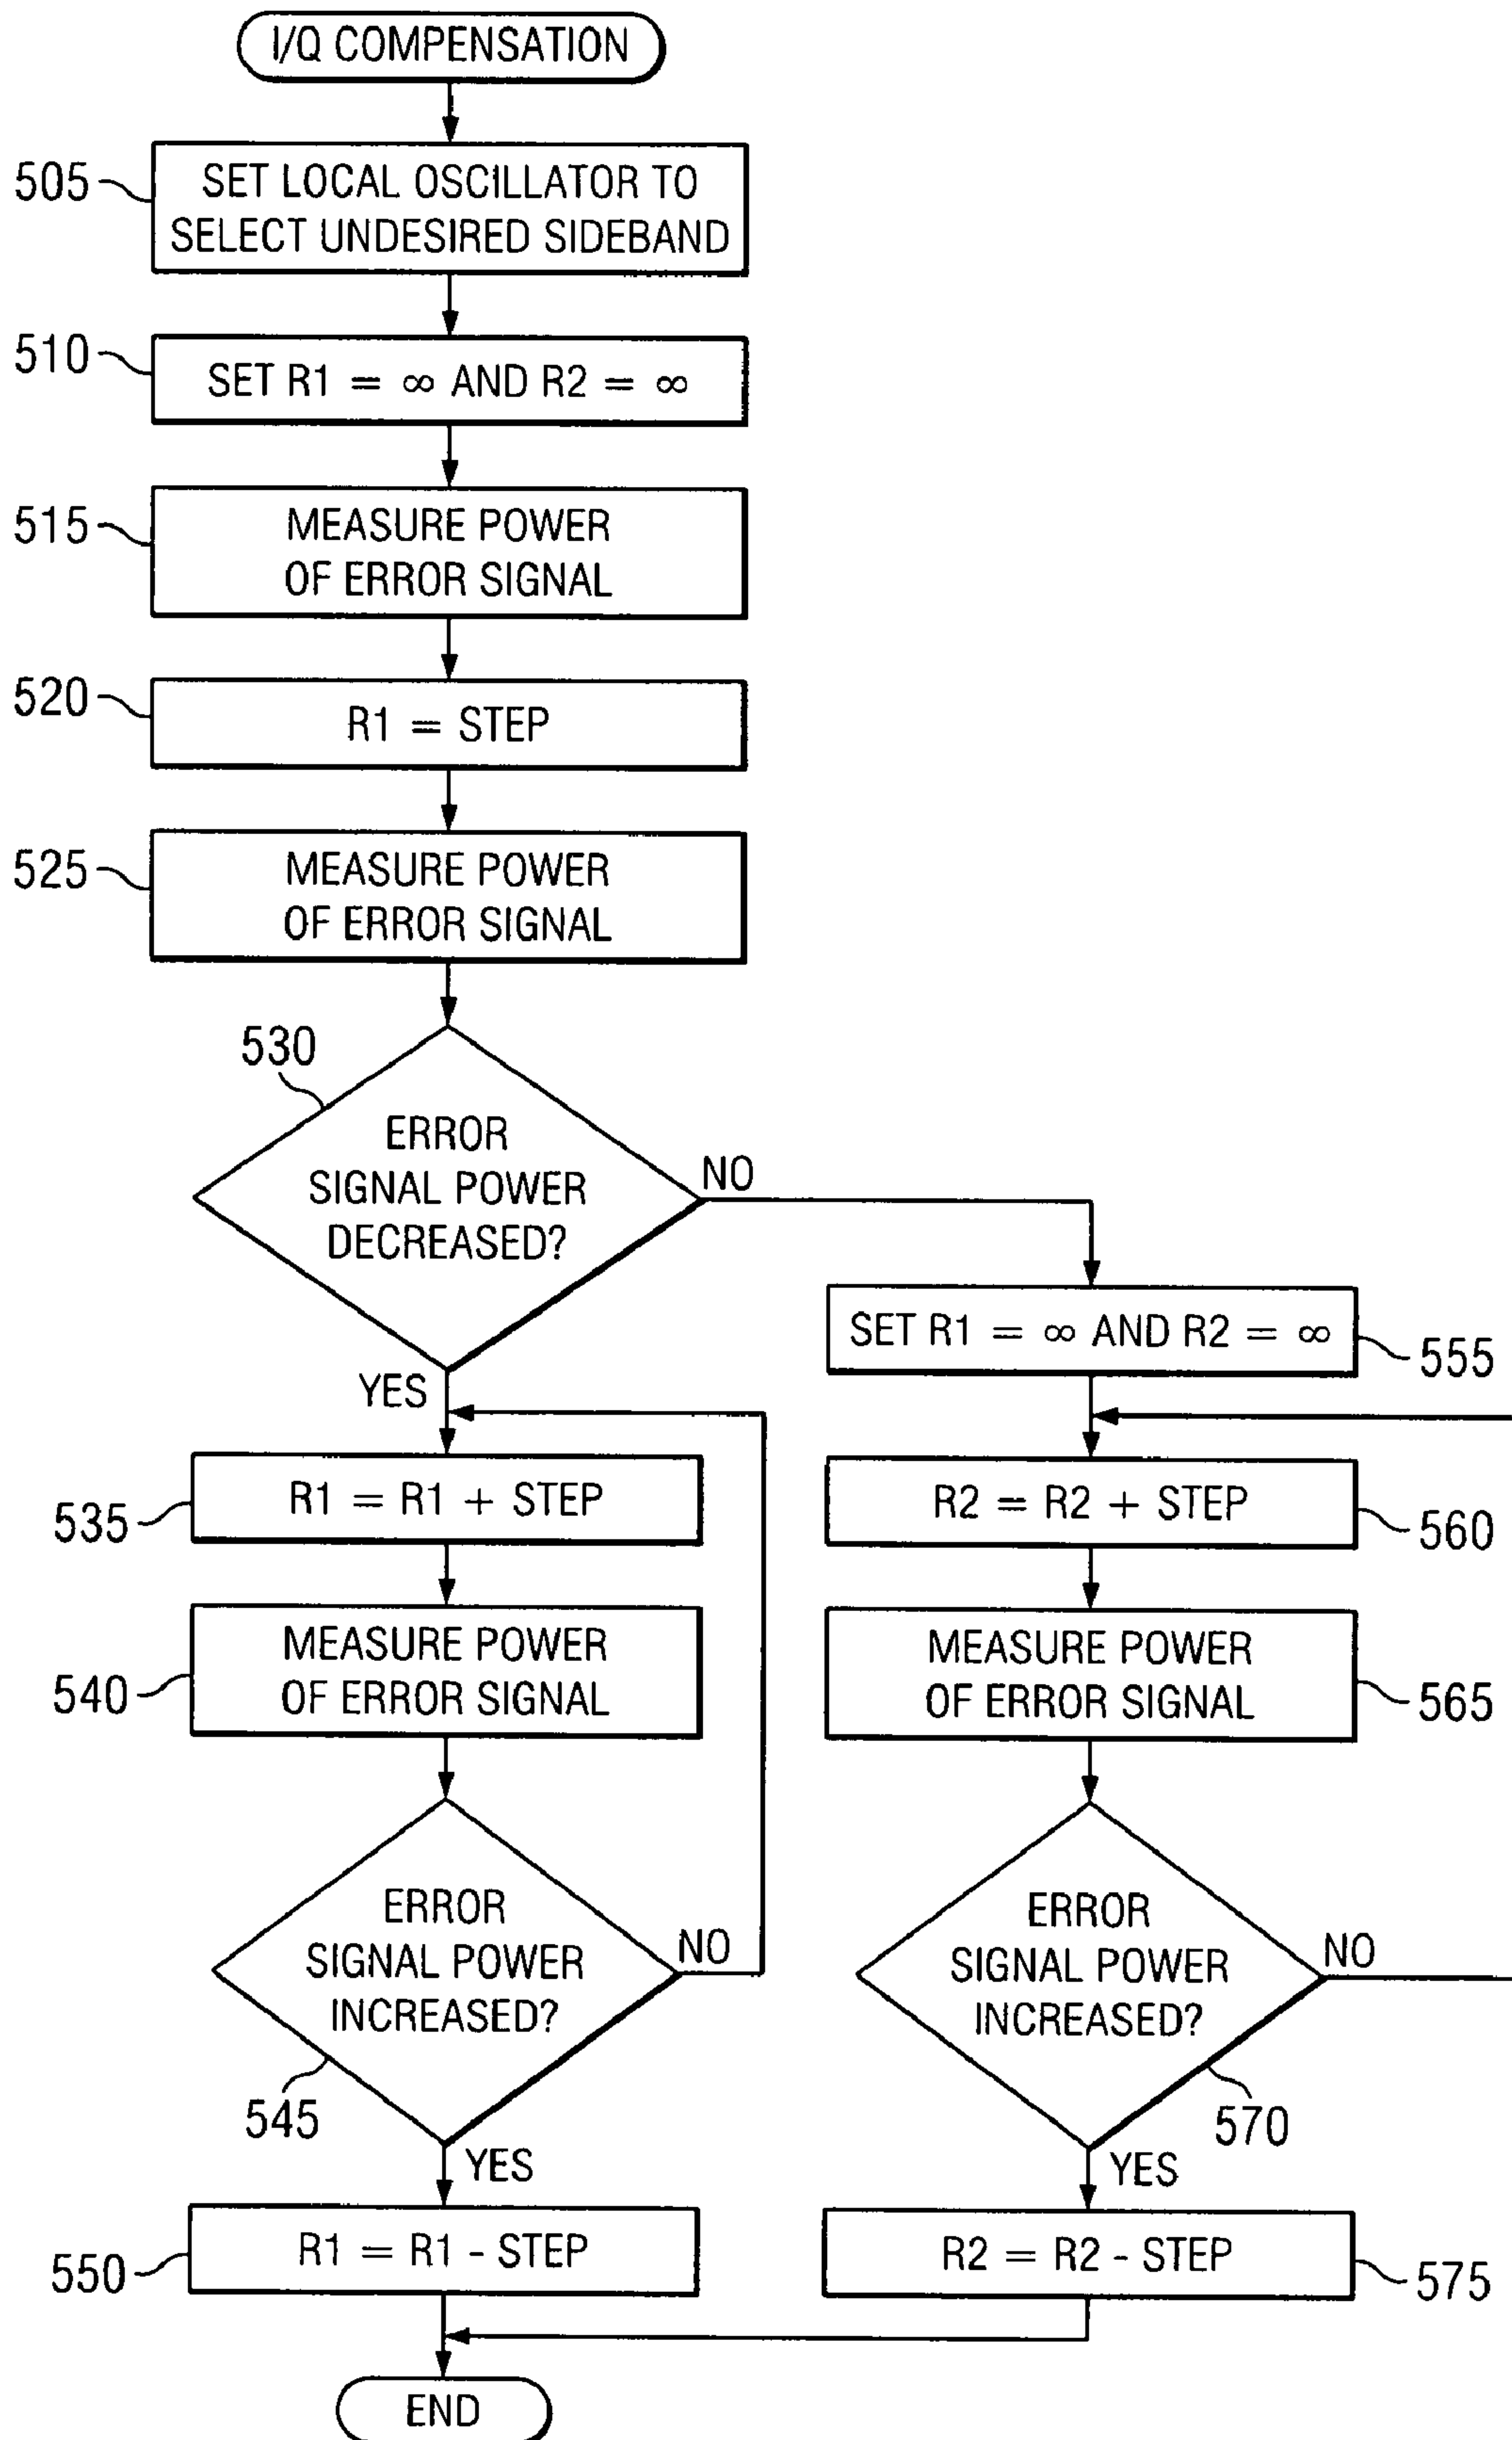 I/Q COMPENSATION
505
SET LOCAL OSCILLATOR TO
SELECT UNDESIRED SIDEBAND
510
SET R1 = ∞ AND R2 = ∞
515
MEASURE POWER
OF ERROR SIGNAL
520
R1 = STEP
525
MEASURE POWER
OF ERROR SIGNAL
530
ERROR
SIGNAL POWER
DECREASED?
NO
YES
535
R1 = R1 + STEP
540
MEASURE POWER
OF ERROR SIGNAL
ERROR
SIGNAL POWER
INCREASED?
NO
545
YES
550
R1 = R1 - STEP
SET R1 = ∞ AND R2 = ∞
555
R2 = R2 + STEP
560
MEASURE POWER
OF ERROR SIGNAL
565
ERROR
SIGNAL POWER
INCREASED?
NO
570
YES
R2 = R2 - STEP
575
END